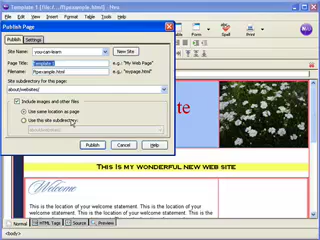 Template 1 [file:/.../ftpexample.html] - Nvu
File Edit View Insert Format Table Tools Help
Publish Page
Publish Settings
Site Name: you-can-learn New Site
Page Title: Template 1 e.g.: "My Web Page"
Filename: ftpexample.html e.g.: "mypage.html"
Site subdirectory for this page:
about/websites/
Include images and other files
Use same location as page
Use this site subdirectory:
about/websites/
Publish Cancel Help
Form Spell
This is my wonderful new web site
Welcome
This is the location of your welcome statement. This is the
location of your welcome statement. This is the location of
your welcome statement. This is the location of your
Normal HTML Tags Source Preview
<body>